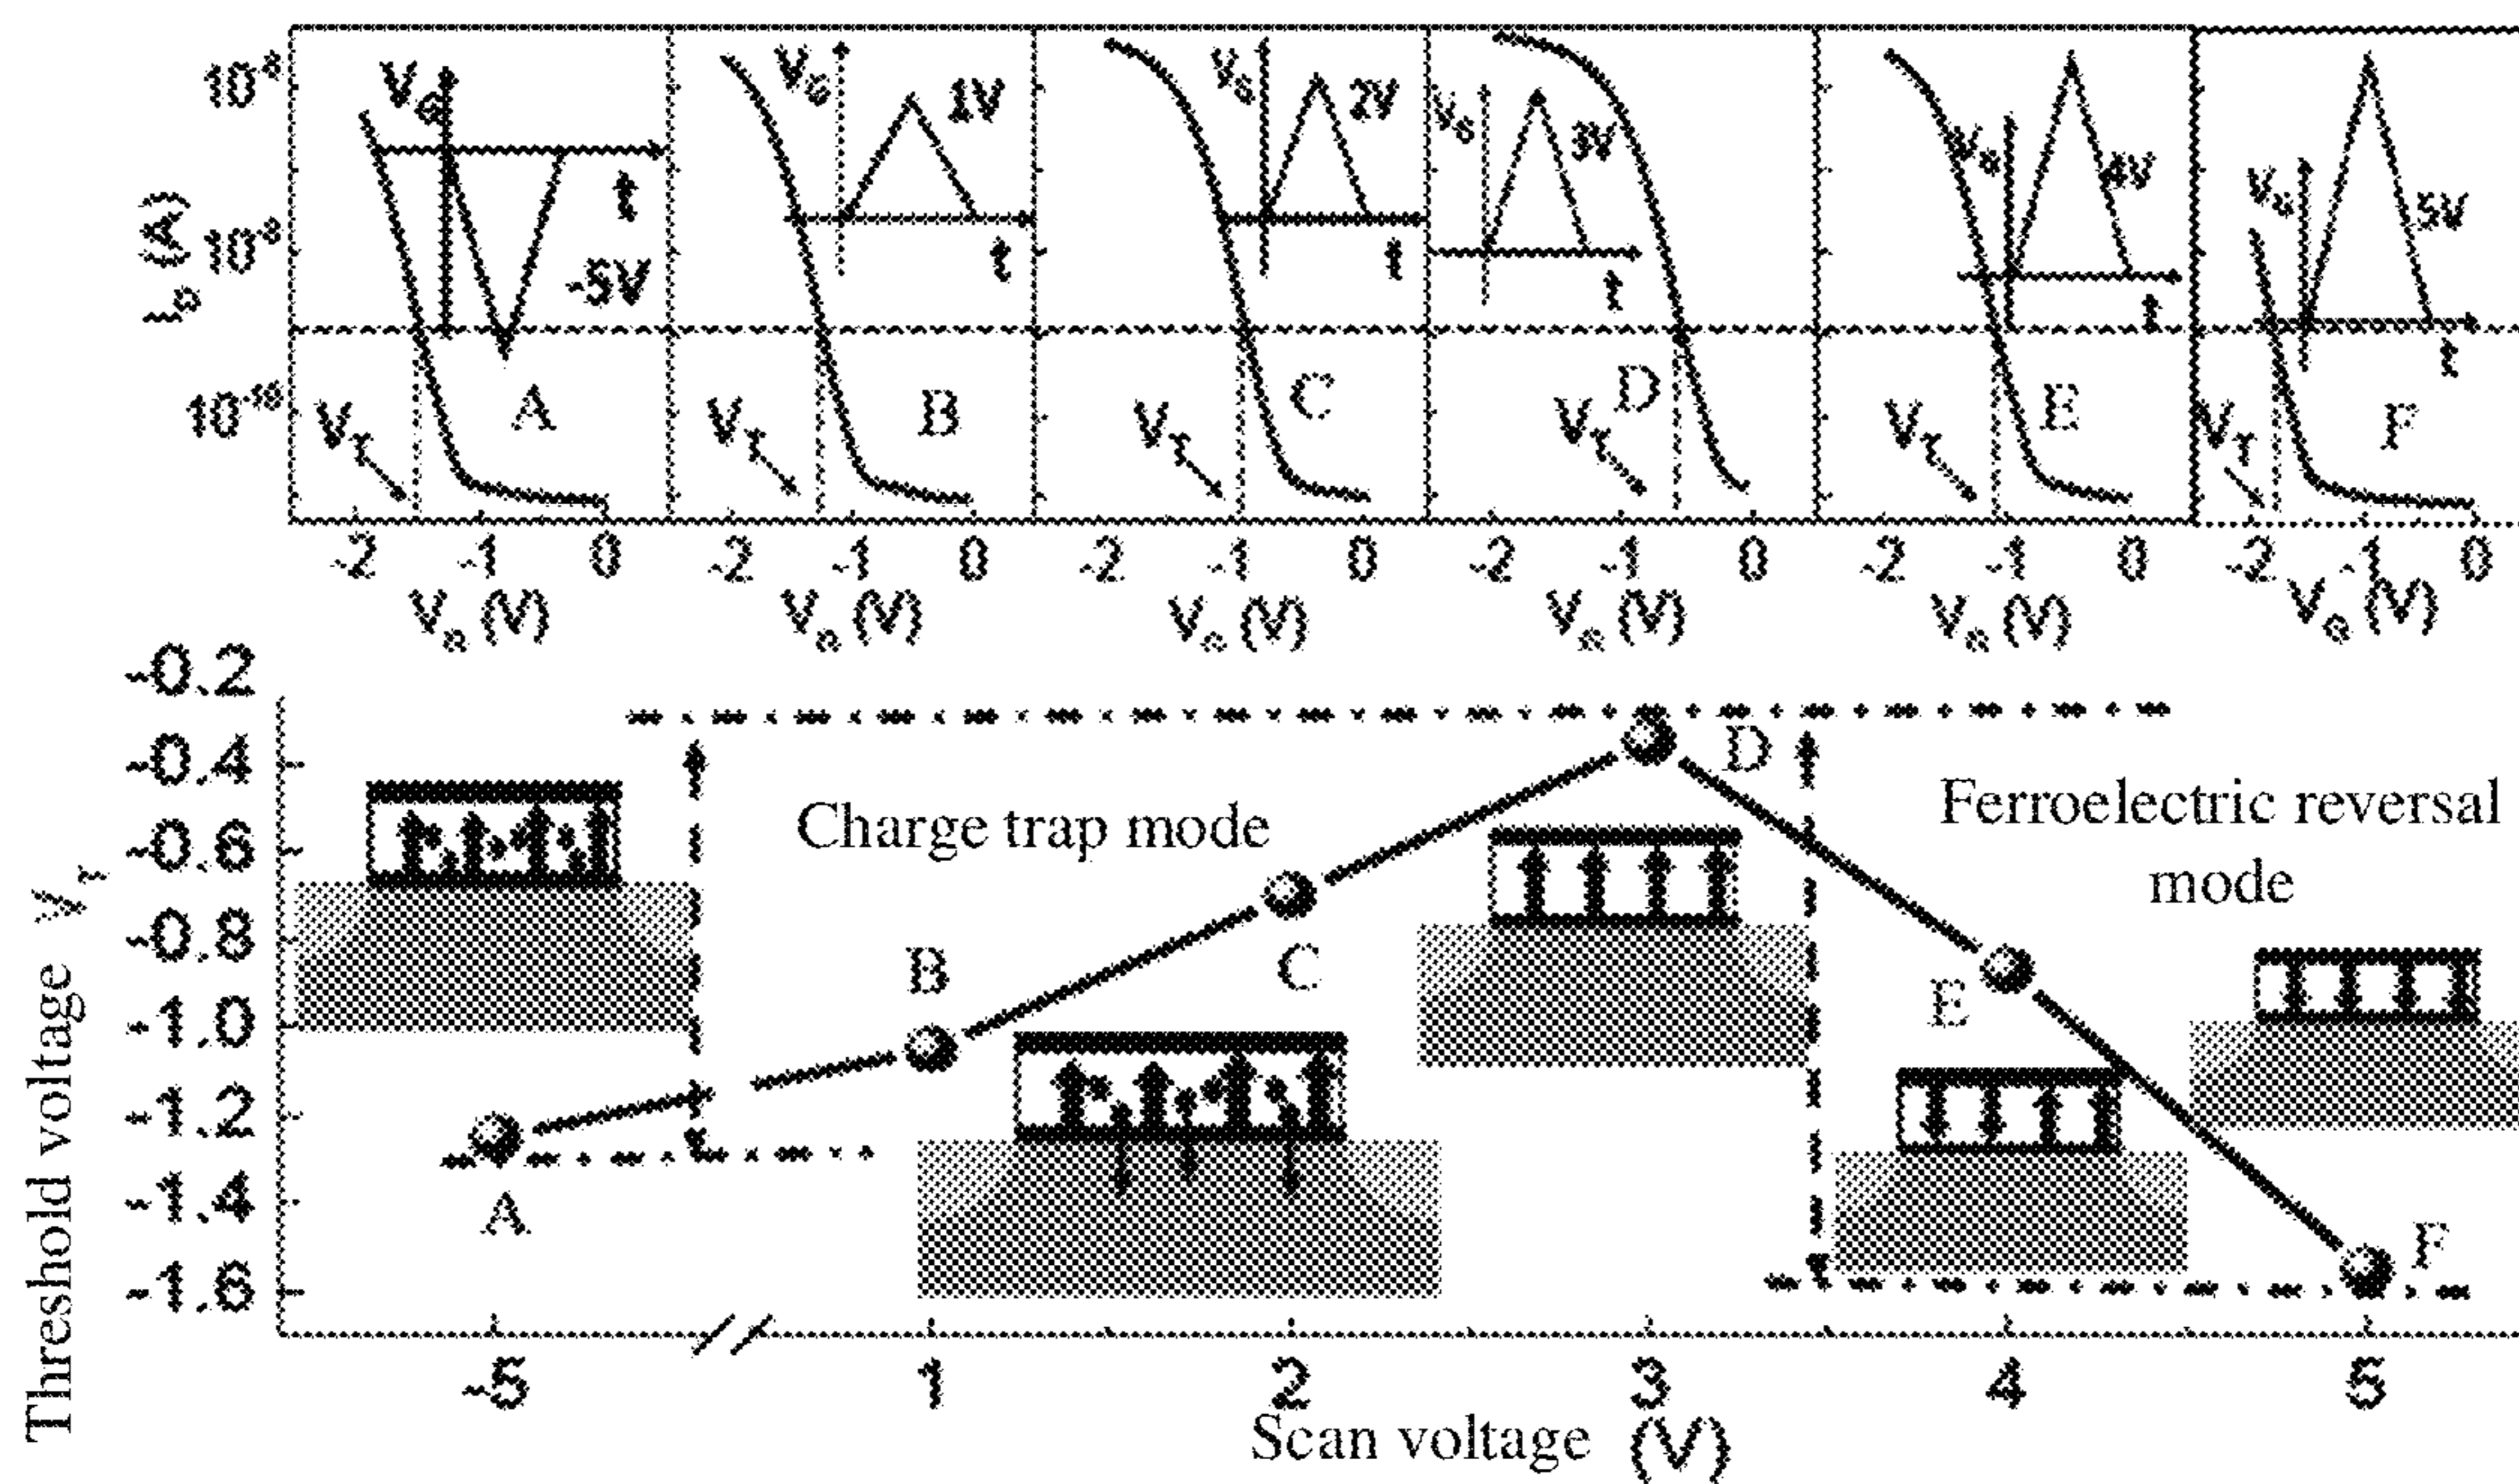 10⁻⁶
10⁻⁸
10⁻¹⁰
I_D (A)
V_G
t
-5V
V_T
A
V_G
1V
t
V_T
B
V_G
2V
t
V_T
C
V_G
3V
t
V_T
D
V_G
4V
t
V_T
E
V_G
5V
t
V_T
F
-2 -1 0 -2 -1 0 -2 -1 0 -2 -1 0 -2 -1 0 -2 -1 0
V_G (V) V_G (V) V_G (V) V_G (V) V_G (V) V_G (V)
Threshold voltage V_T
-0.2
-0.4
-0.6
-0.8
-1.0
-1.2
-1.4
-1.6
Charge trap mode
Ferroelectric reversal
mode
A
B
C
D
E
F
-5 1 2 3 4 5
Scan voltage (V)